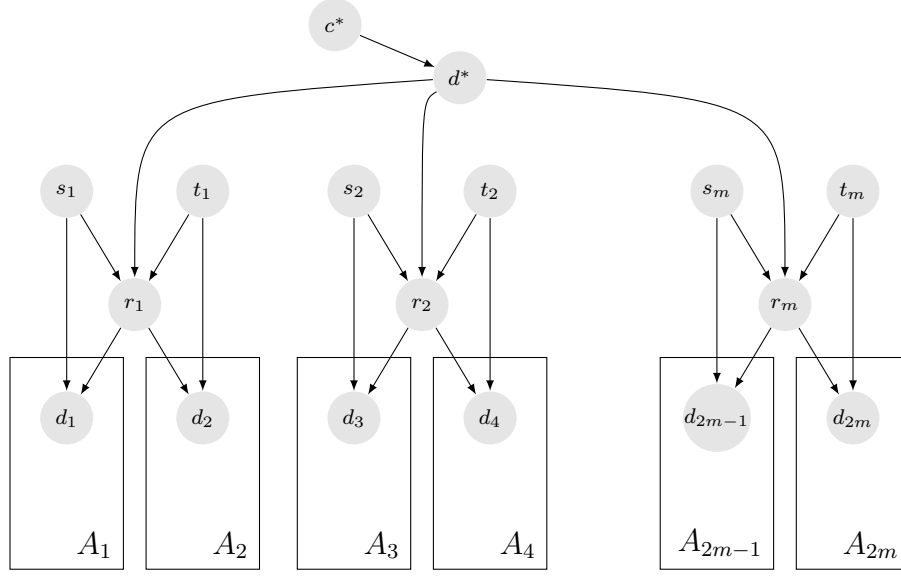 c*
d*
s₁ t₁ s₂ t₂ sₘ tₘ
r₁ r₂ rₘ
d₁ d₂ d₃ d₄ d₂ₘ₋₁ d₂ₘ
A₁ A₂ A₃ A₄ A₂ₘ₋₁ A₂ₘ